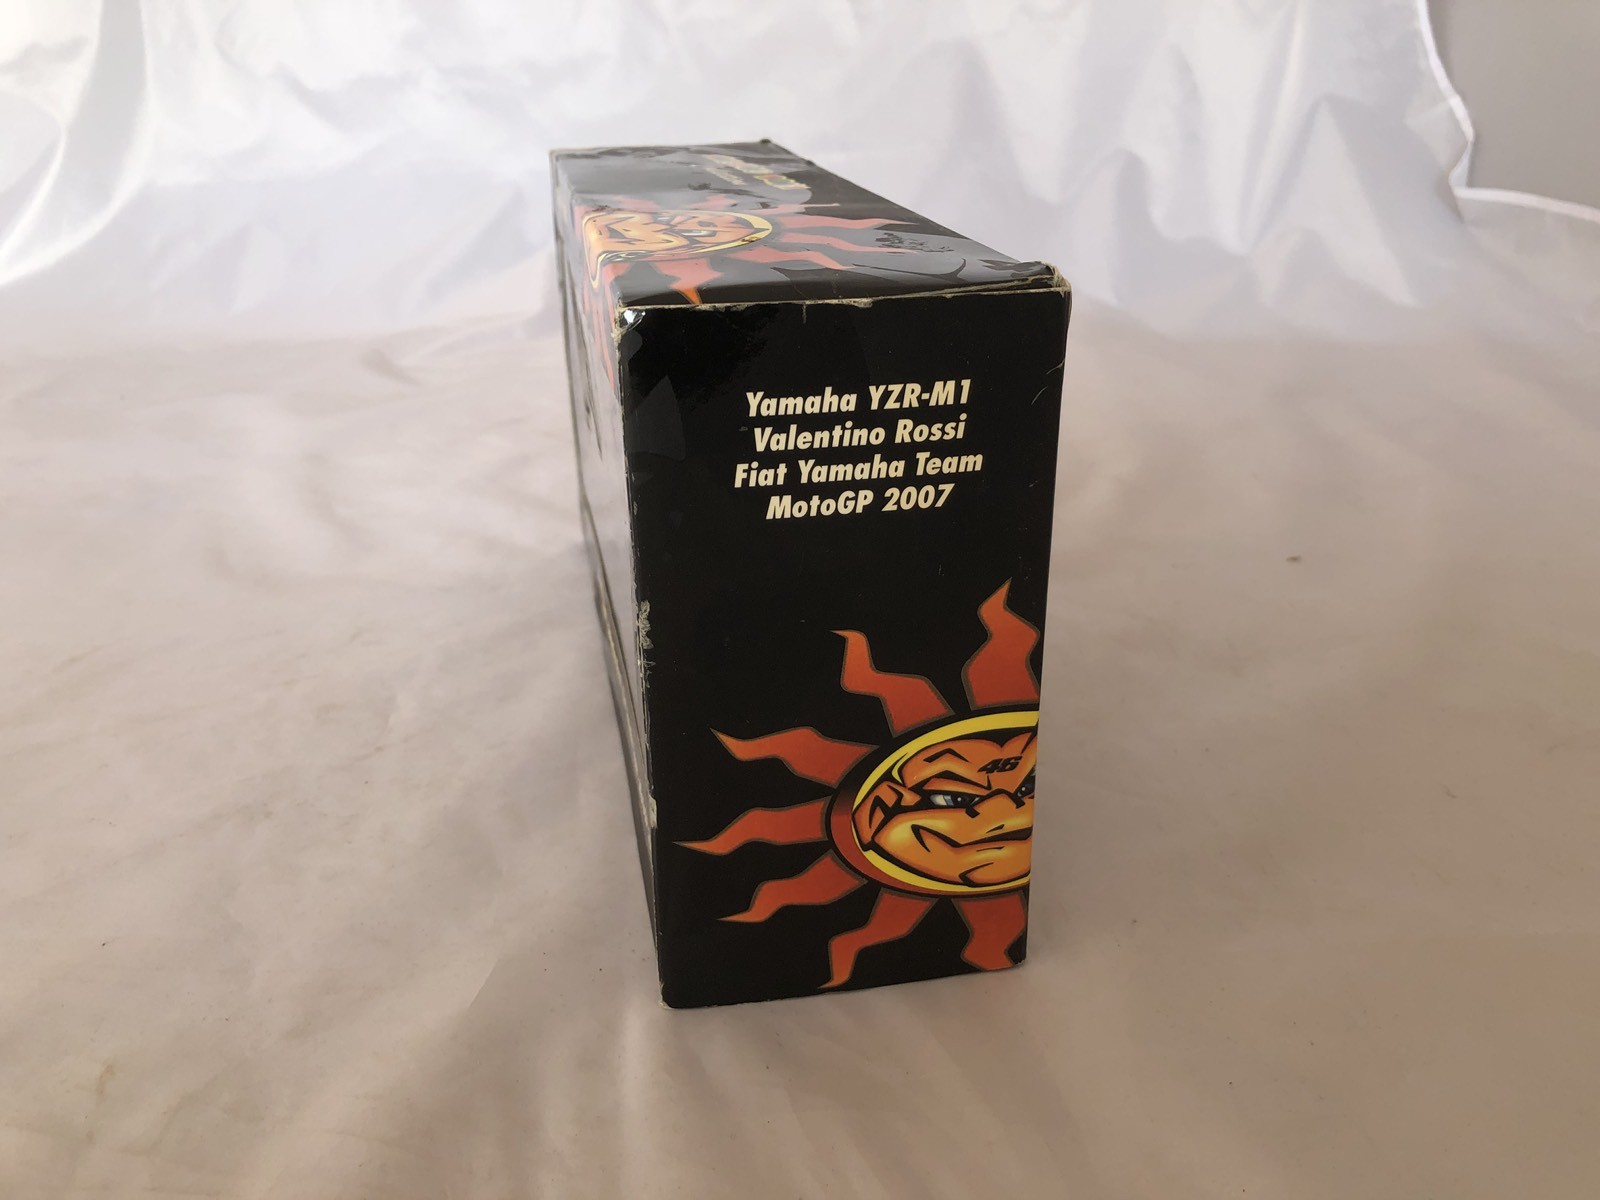 Yamaha YZR-M1
Valentino Rossi
Fiat Yamaha Team
MotoGP 2007
46